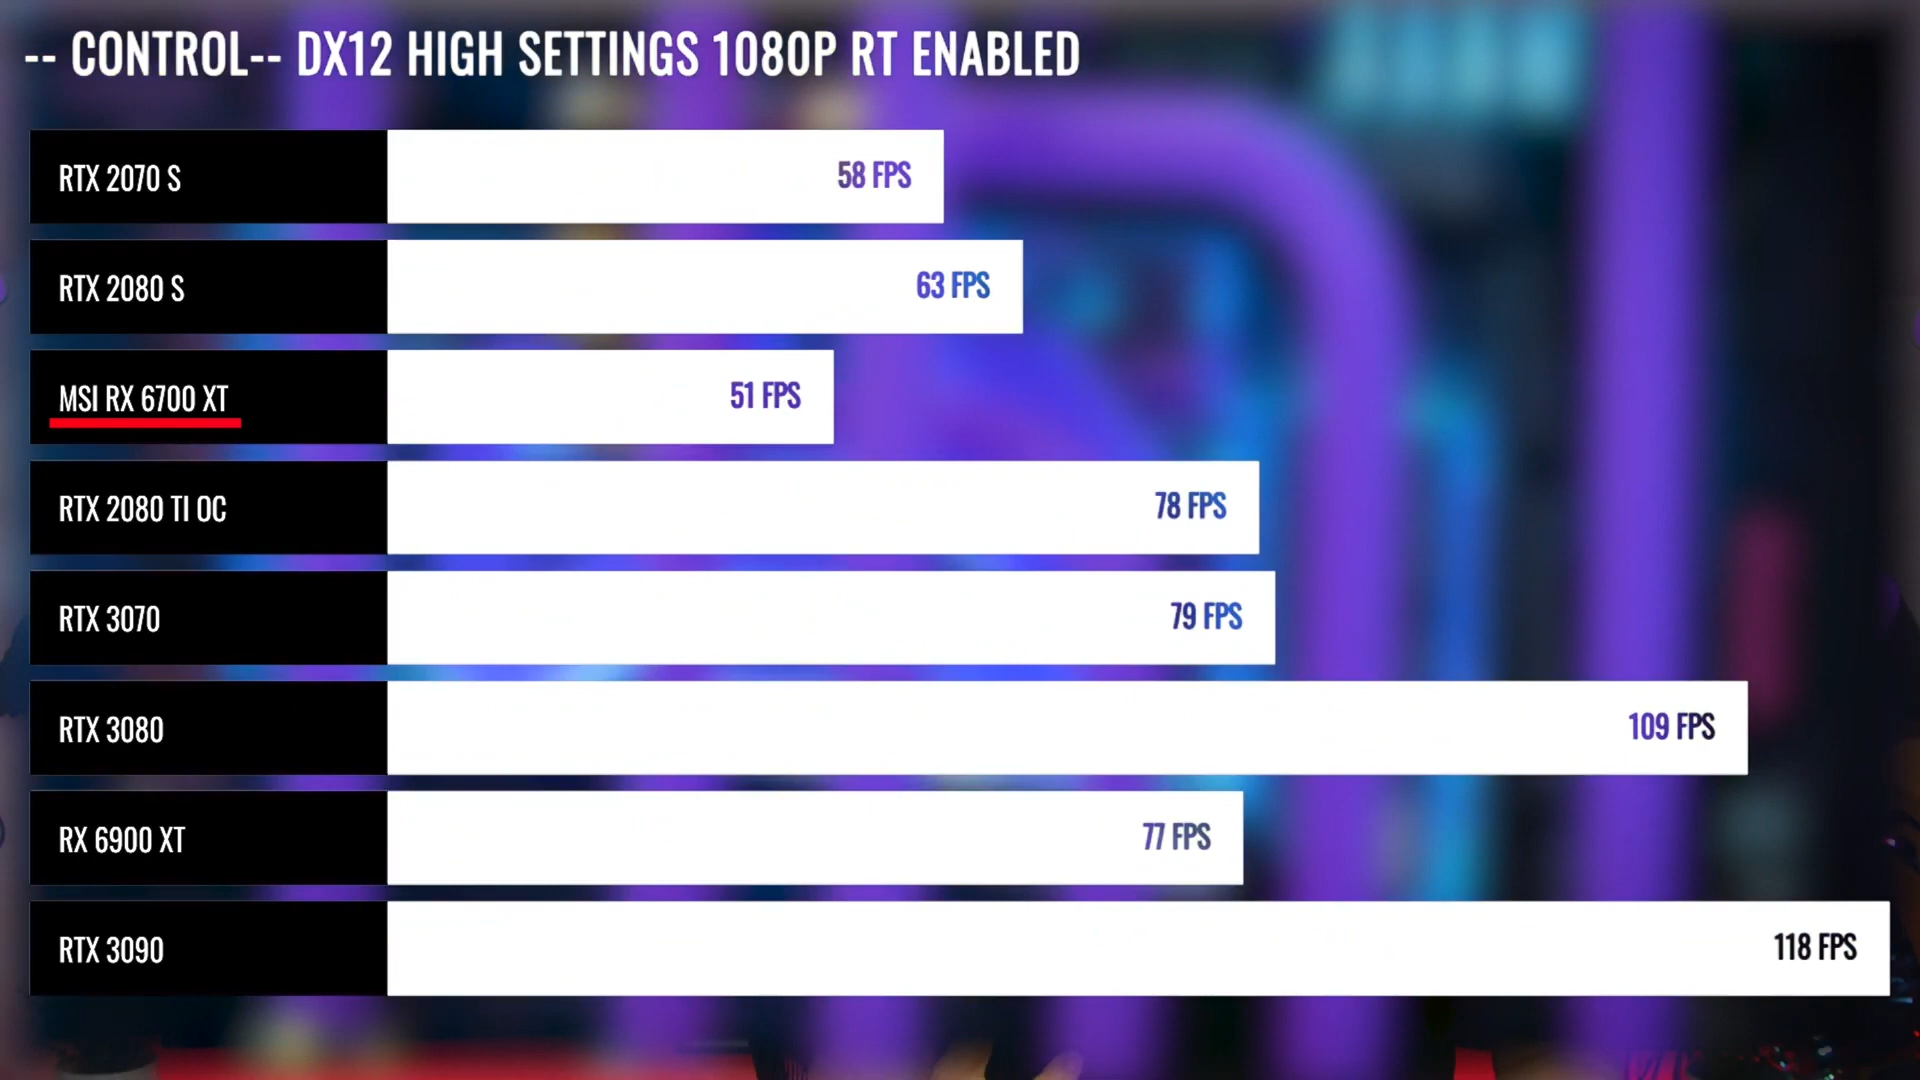 -- CONTROL-- DX12 HIGH SETTINGS 1080P RT ENABLED
RTX 2070 S 58 FPS
RTX 2080 S 63 FPS
MSI RX 6700 XT 51 FPS
RTX 2080 TI OC 78 FPS
RTX 3070 79 FPS
RTX 3080 109 FPS
RX 6900 XT 77 FPS
RTX 3090 118 FPS